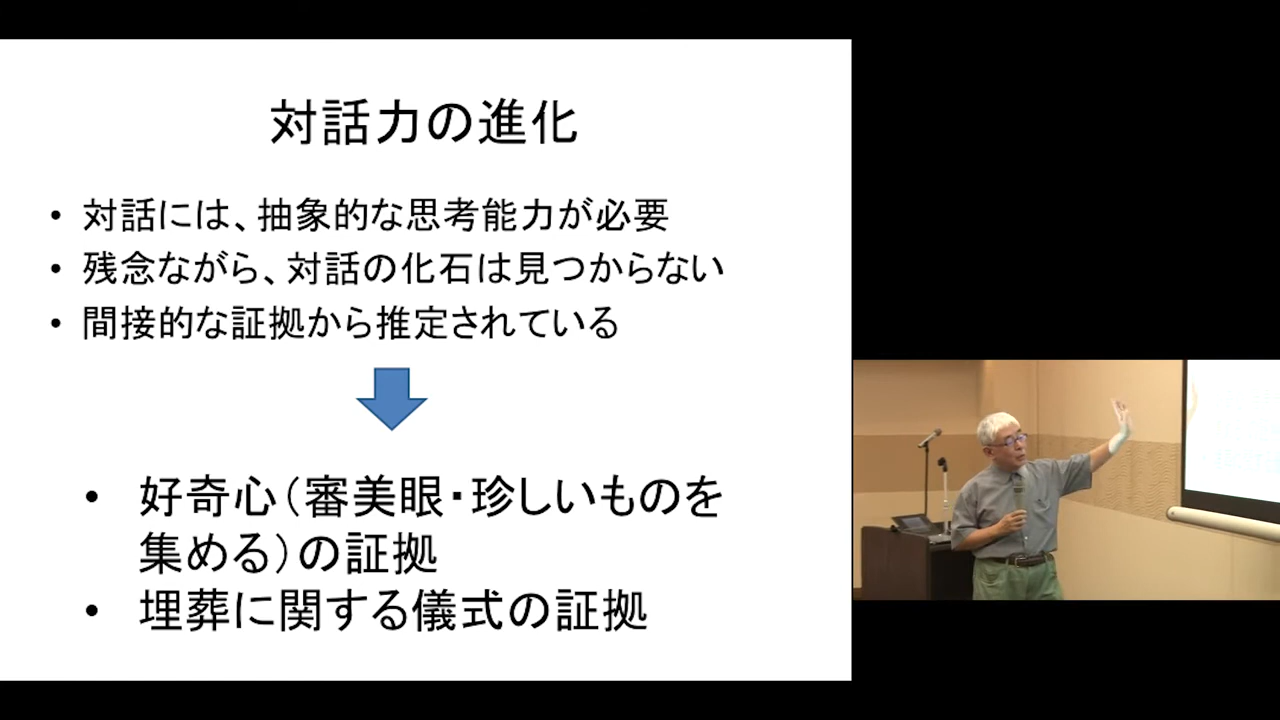 対話力の進化
• 対話には、抽象的な思考能力が必要
• 残念ながら、対話の化石は見つからない
• 間接的な証拠から推定されている
• 好奇心（審美眼・珍しいものを
集める）の証拠
• 埋葬に関する儀式の証拠